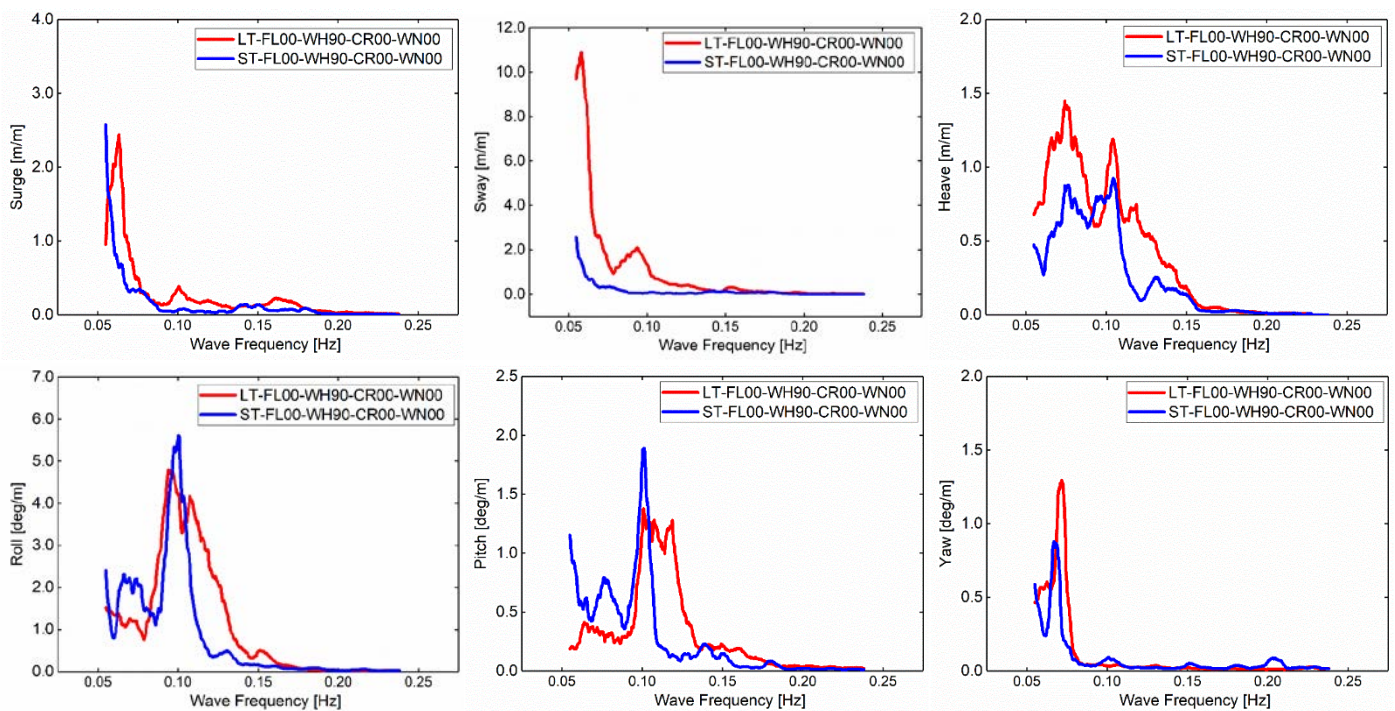 4.0
3.0
2.0
1.0
0.0
Surge [m/m]
LT-FL00-WH90-CR00-WN00
ST-FL00-WH90-CR00-WN00
0.05 0.10 0.15 0.20 0.25
Wave Frequency [Hz]
12.0
10.0
8.0
6.0
4.0
2.0
0.0
Sway [m/m]
LT-FL00-WH90-CR00-WN00
ST-FL00-WH90-CR00-WN00
0.05 0.10 0.15 0.20 0.25
Wave Frequency [Hz]
2.0
1.5
1.0
0.5
0.0
Heave [m/m]
LT-FL00-WH90-CR00-WN00
ST-FL00-WH90-CR00-WN00
0.05 0.10 0.15 0.20 0.25
Wave Frequency [Hz]
7.0
6.0
5.0
4.0
3.0
2.0
1.0
0.0
Roll [deg/m]
LT-FL00-WH90-CR00-WN00
ST-FL00-WH90-CR00-WN00
0.05 0.10 0.15 0.20 0.25
Wave Frequency [Hz]
2.5
2.0
1.5
1.0
0.5
0.0
Pitch [deg/m]
LT-FL00-WH90-CR00-WN00
ST-FL00-WH90-CR00-WN00
0.05 0.10 0.15 0.20 0.25
Wave Frequency [Hz]
2.0
1.5
1.0
0.5
0.0
Yaw [deg/m]
LT-FL00-WH90-CR00-WN00
ST-FL00-WH90-CR00-WN00
0.05 0.10 0.15 0.20 0.25
Wave Frequency [Hz]